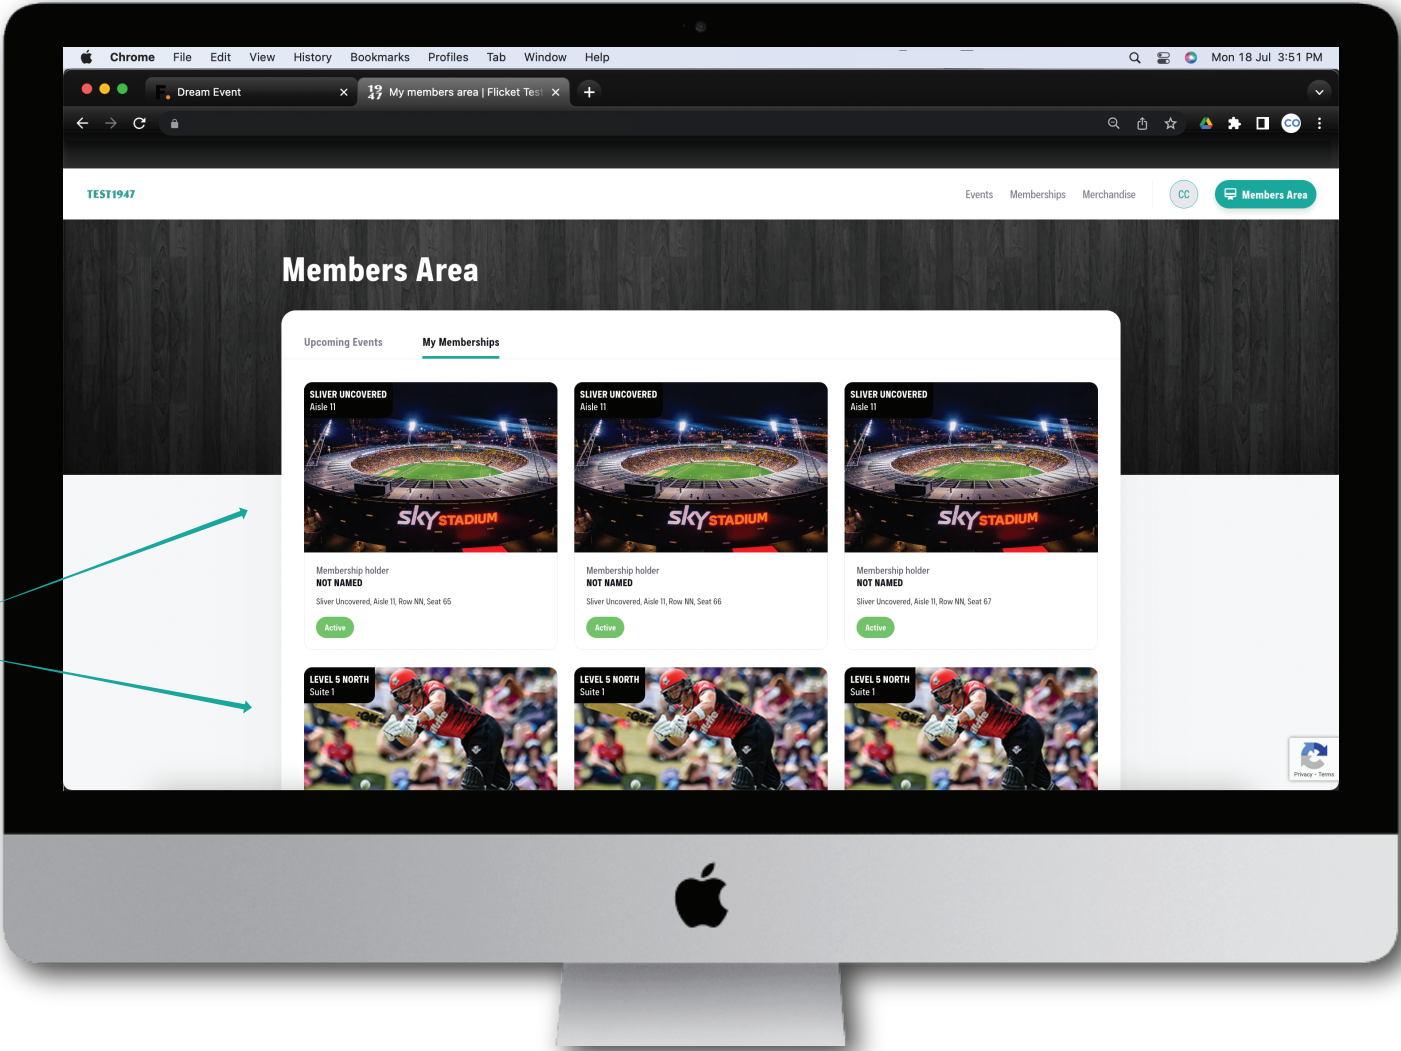 Chrome File Edit View History Bookmarks Profiles Tab Window Help Mon 18 Jul 3:51 PM
F. Dream Event 19 47 My members area | Flicket Test
CO
TEST1947 Events Memberships Merchandise CC Members Area
Members Area
Upcoming Events My Memberships
SLIVER UNCOVERED SLIVER UNCOVERED SLIVER UNCOVERED
Aisle 11 Aisle 11 Aisle 11
sky STADIUM sky STADIUM sky STADIUM
Membership holder Membership holder Membership holder
NOT NAMED NOT NAMED NOT NAMED
Sliver Uncovered, Aisle 11, Row NN, Seat 65 Sliver Uncovered, Aisle 11, Row NN, Seat 66 Sliver Uncovered, Aisle 11, Row NN, Seat 67
Active Active Active
LEVEL 5 NORTH LEVEL 5 NORTH LEVEL 5 NORTH
Suite 1 Suite 1 Suite 1
Privacy - Terms